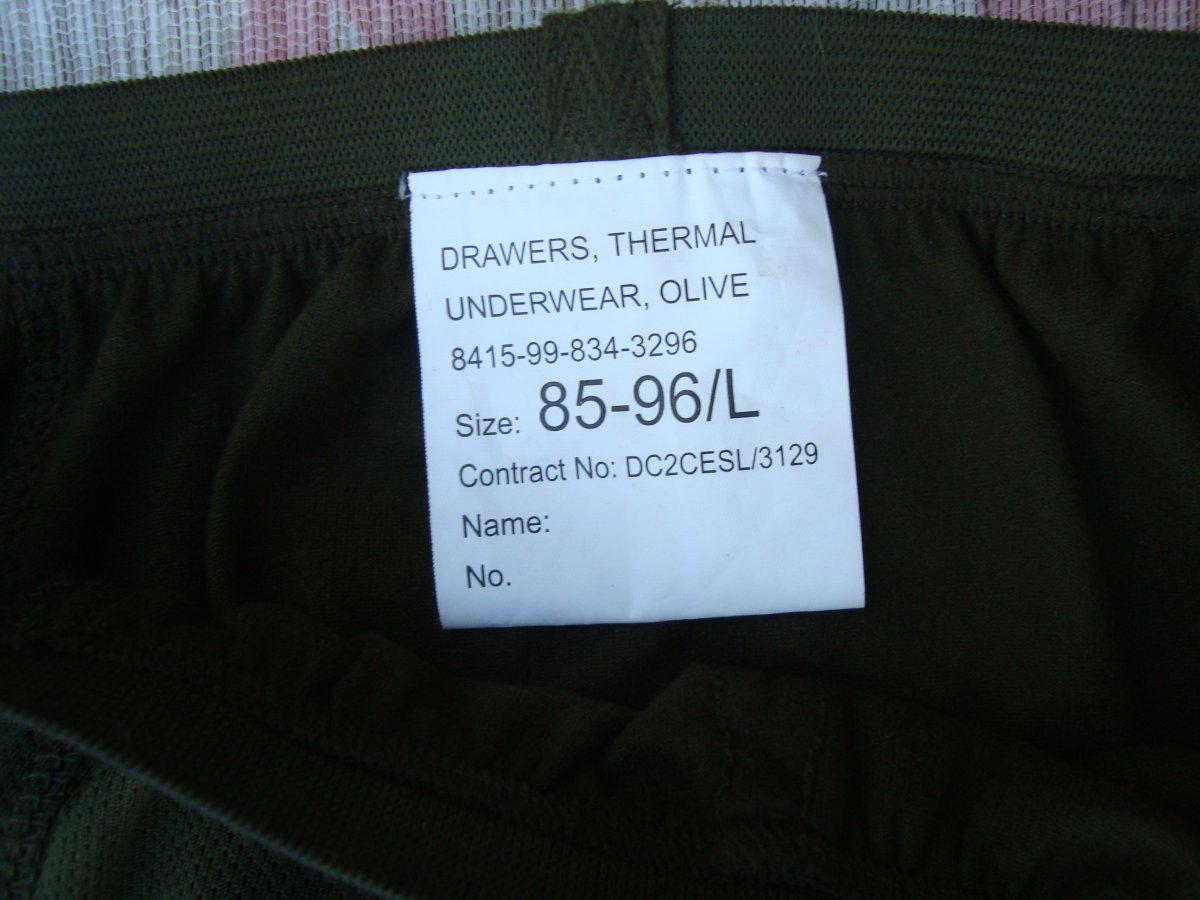 DRAWERS, THERMAL
UNDERWEAR, OLIVE
8415-99-834-3296
Size: 85-96/L
Contract No: DC2CESL/3129
Name:
No.